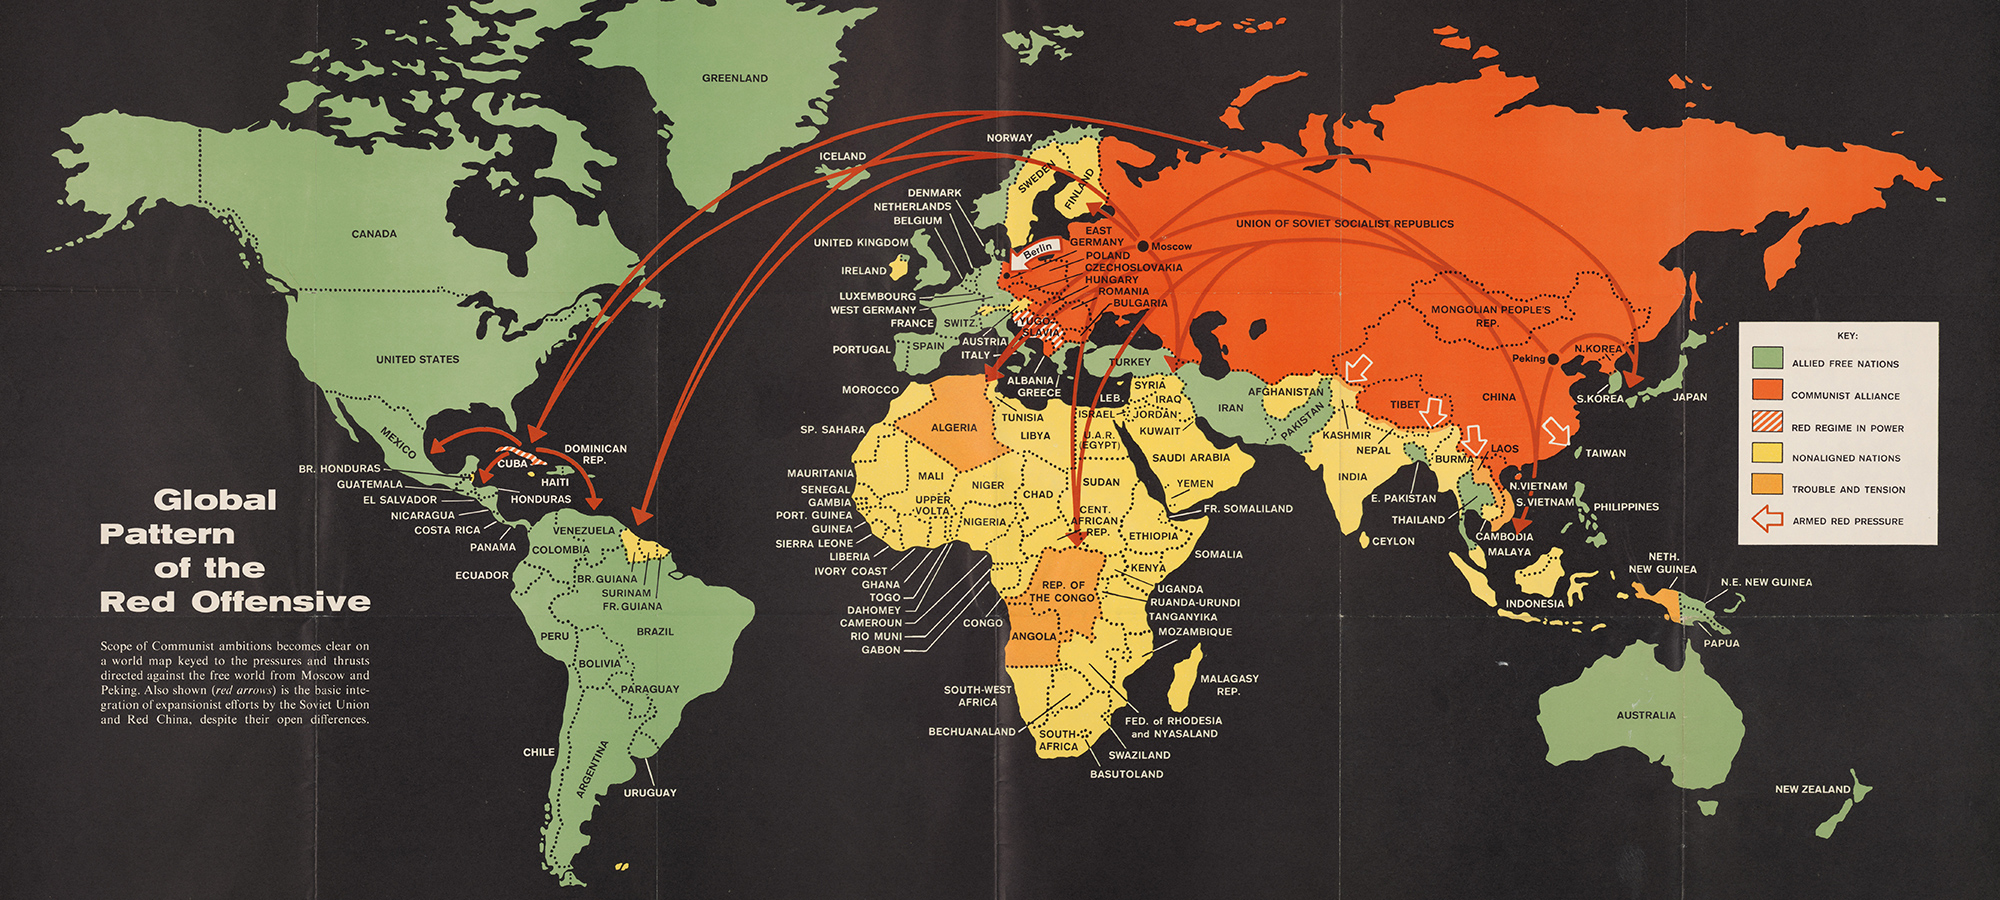 Global
Pattern
of the
Red Offensive
Scope of Communist ambitions becomes clear on
a world map keyed to the pressures and thrusts
directed against the free world from Moscow and
Peking. Also shown (red arrows) is the basic inte-
gration of expansionist efforts by the Soviet Union
and Red China, despite their open differences.
GREENLAND
CANADA
UNITED STATES
MEXICO
CUBA
DOMINICAN
REP.
HAITI
BR. HONDURAS
GUATEMALA
EL SALVADOR
HONDURAS
NICARAGUA
COSTA RICA
PANAMA
VENEZUELA
COLOMBIA
ECUADOR
BR. GUIANA
SURINAM
FR. GUIANA
PERU
BRAZIL
BOLIVIA
PARAGUAY
CHILE
ARGENTINA
URUGUAY
ICELAND
NORWAY
SWEDEN
FINLAND
DENMARK
NETHERLANDS
BELGIUM
UNITED KINGDOM
IRELAND
LUXEMBOURG
WEST GERMANY
FRANCE
SWITZ.
PORTUGAL
SPAIN
AUSTRIA
ITALY
ALBANIA
GREECE
Berlin
EAST
GERMANY
POLAND
CZECHOSLOVAKIA
HUNGARY
ROMANIA
BULGARIA
YUGO-
SLAVIA
Moscow
UNION OF SOVIET SOCIALIST REPUBLICS
MONGOLIAN PEOPLE'S
REP.
Peking
N.KOREA
S.KOREA
JAPAN
CHINA
TIBET
TURKEY
SYRIA
LEB.
IRAQ
ISRAEL
JORDAN
KUWAIT
IRAN
AFGHANISTAN
PAKISTAN
KASHMIR
NEPAL
INDIA
BURMA
LAOS
E. PAKISTAN
THAILAND
N.VIETNAM
S.VIETNAM
CAMBODIA
MALAYA
CEYLON
TAIWAN
PHILIPPINES
INDONESIA
NETH.
NEW GUINEA
N.E. NEW GUINEA
PAPUA
AUSTRALIA
NEW ZEALAND
SAUDI ARABIA
YEMEN
FR. SOMALILAND
MOROCCO
SP. SAHARA
ALGERIA
TUNISIA
LIBYA
U.A.R.
(EGYPT)
MAURITANIA
SENEGAL
GAMBIA
PORT. GUINEA
GUINEA
SIERRA LEONE
LIBERIA
IVORY COAST
GHANA
TOGO
DAHOMEY
CAMEROUN
RIO MUNI
GABON
MALI
UPPER
VOLTA
NIGER
NIGERIA
CHAD
SUDAN
CENT.
AFRICAN
REP.
ETHIOPIA
SOMALIA
KENYA
UGANDA
RUANDA-URUNDI
TANGANYIKA
MOZAMBIQUE
REP. OF
THE CONGO
CONGO
ANGOLA
MALAGASY
REP.
SOUTH-WEST
AFRICA
BECHUANALAND
SOUTH
AFRICA
FED. of RHODESIA
and NYASALAND
SWAZILAND
BASUTOLAND
KEY:
ALLIED FREE NATIONS
COMMUNIST ALLIANCE
RED REGIME IN POWER
NONALIGNED NATIONS
TROUBLE AND TENSION
ARMED RED PRESSURE